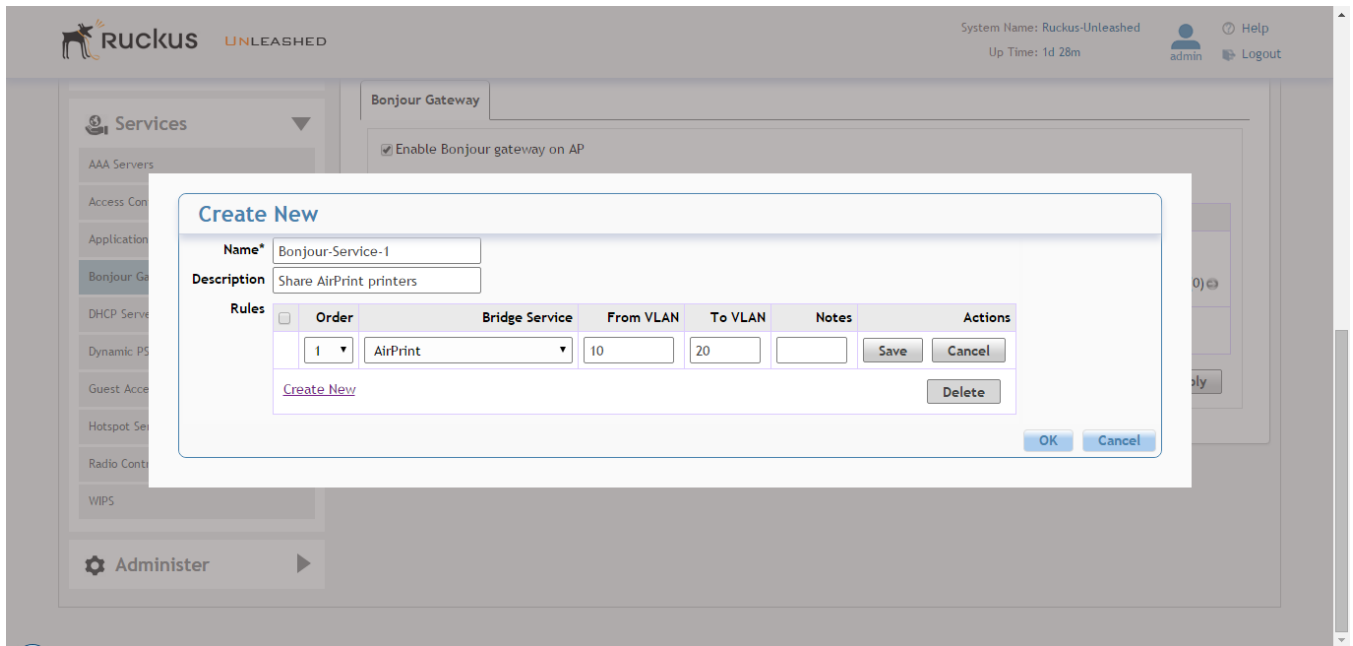 RUCKUS UNLEASHED
System Name: Ruckus-Unleashed
Up Time: 1d 28m
admin
Help
Logout
Services
AAA Servers
Access Con
Application
Bonjour Ga
DHCP Serve
Dynamic PS
Guest Acce
Hotspot Se
Radio Contr
WIPS
Administer
Bonjour Gateway
Enable Bonjour gateway on AP
Create New
Name* Bonjour-Service-1
Description Share AirPrint printers
Rules
Order Bridge Service From VLAN To VLAN Notes Actions
1 AirPrint 10 20 Save Cancel
Create New Delete
OK Cancel
0)
ply